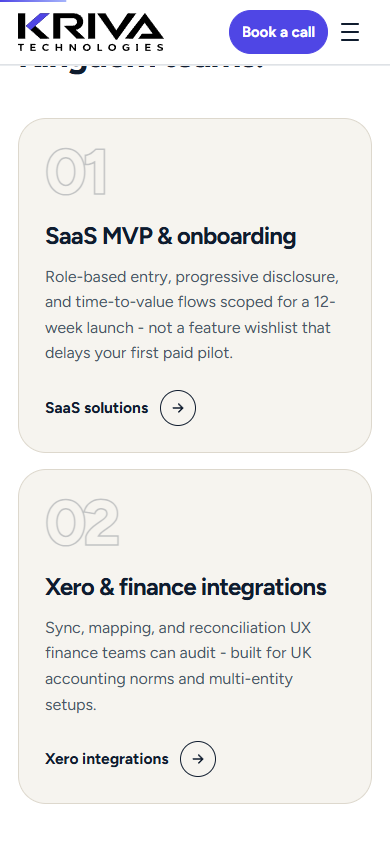 KRIVA
TECHNOLOGIES
Book a call
01
SaaS MVP & onboarding
Role-based entry, progressive disclosure,
and time-to-value flows scoped for a 12-
week launch - not a feature wishlist that
delays your first paid pilot.
SaaS solutions
02
Xero & finance integrations
Sync, mapping, and reconciliation UX
finance teams can audit - built for UK
accounting norms and multi-entity
setups.
Xero integrations